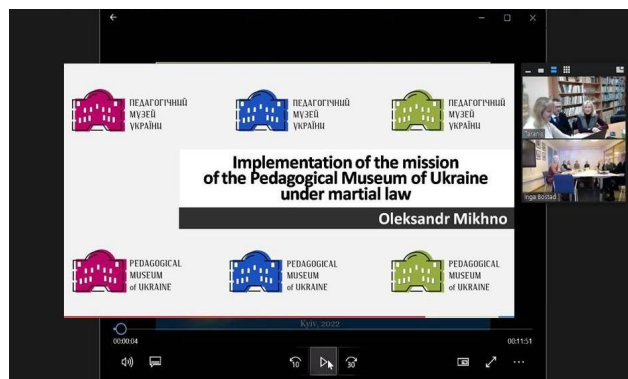 ПЕДАГОГІЧНИЙ
МУЗЕЙ
УКРАЇНИ
ПЕДАГОГІЧНИЙ
МУЗЕЙ
УКРАЇНИ
ПЕДАГОГІЧНИЙ
МУЗЕЙ
УКРАЇНИ
Implementation of the mission
of the Pedagogical Museum of Ukraine
under martial law
Oleksandr Mikhno
PEDAGOGICAL
MUSEUM
of UKRAINE
PEDAGOGICAL
MUSEUM
of UKRAINE
PEDAGOGICAL
MUSEUM
of UKRAINE
Inga Bostad
Kyiv, 2022
00:00:04
00:11:51
10
30